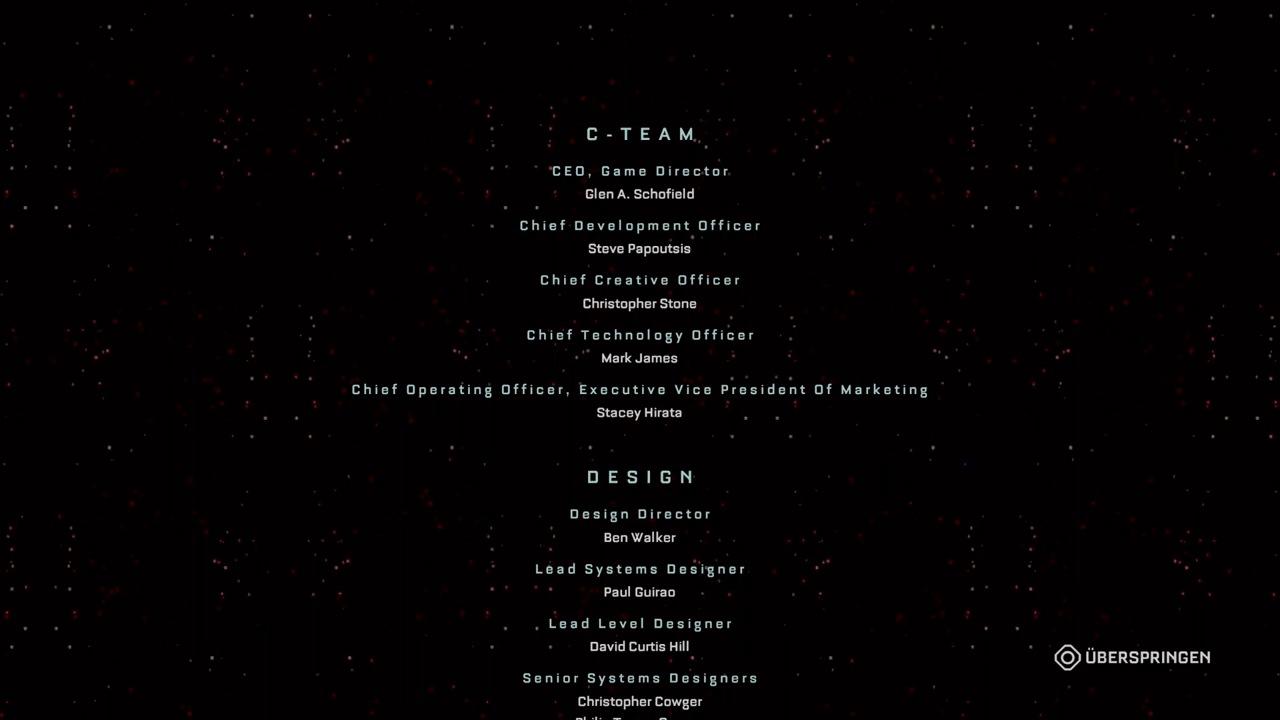 C-TEAM
CEO, Game Director
Glen A. Schofield
Chief Development Officer
Steve Papoutsis
Chief Creative Officer
Christopher Stone
Chief Technology Officer
Mark James
Chief Operating Officer, Executive Vice President Of Marketing
Stacey Hirata
DESIGN
Design Director
Ben Walker
Lead Systems Designer
Paul Guirao
Lead Level Designer
David Curtis Hill
ÜBERSPRINGEN
Senior Systems Designers
Christopher Cowger